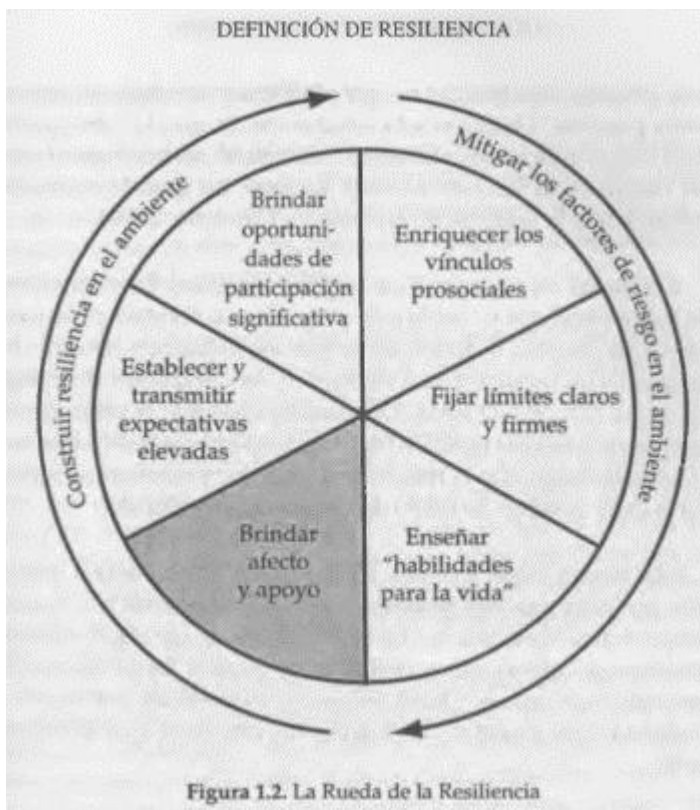 DEFINICIÓN DE RESILIENCIA
Construir resiliencia en el ambiente
Mitigar los factores de riesgo en el ambiente
Brindar
oportuni-
dades de
participación
significativa
Enriquecer los
vínculos
prosociales
Establecer y
transmitir
expectativas
elevadas
Fijar límites claros
y firmes
Brindar
afecto
y apoyo
Enseñar
“habilidades
para la vida”
Figura 1.2. La Rueda de la Resiliencia